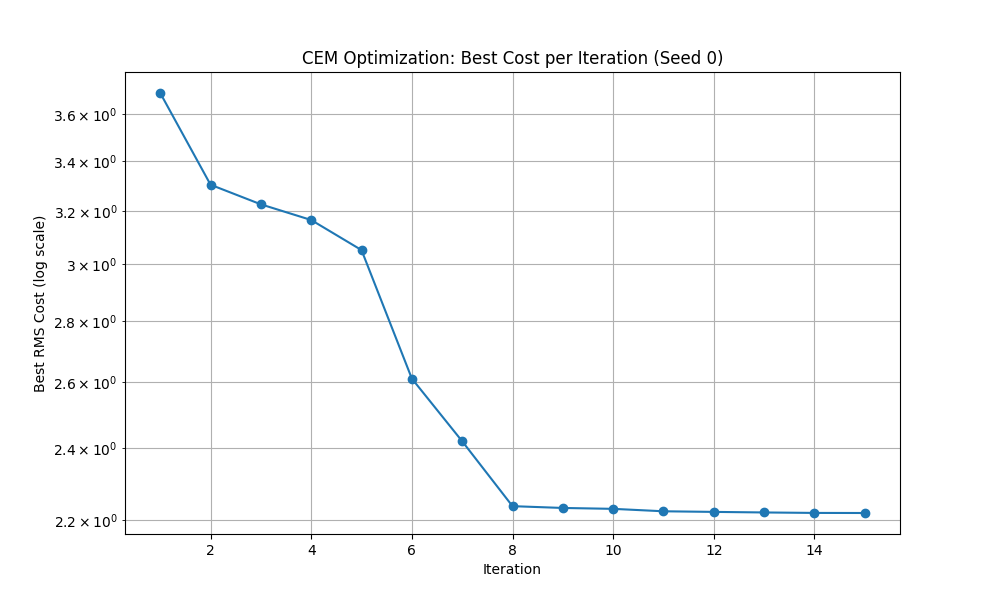 CEM Optimization: Best Cost per Iteration (Seed 0)
Best RMS Cost (log scale)
3.6 × 10⁰
3.4 × 10⁰
3.2 × 10⁰
3 × 10⁰
2.8 × 10⁰
2.6 × 10⁰
2.4 × 10⁰
2.2 × 10⁰
2 4 6 8 10 12 14
Iteration